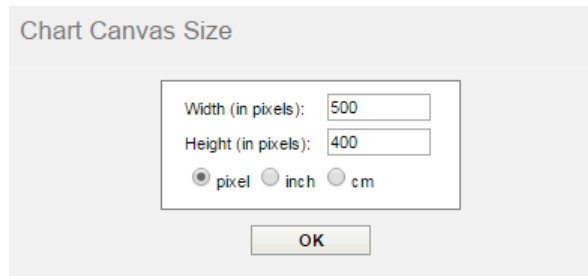 Chart Canvas Size
Width (in pixels): 500
Height (in pixels): 400
pixel inch cm
OK